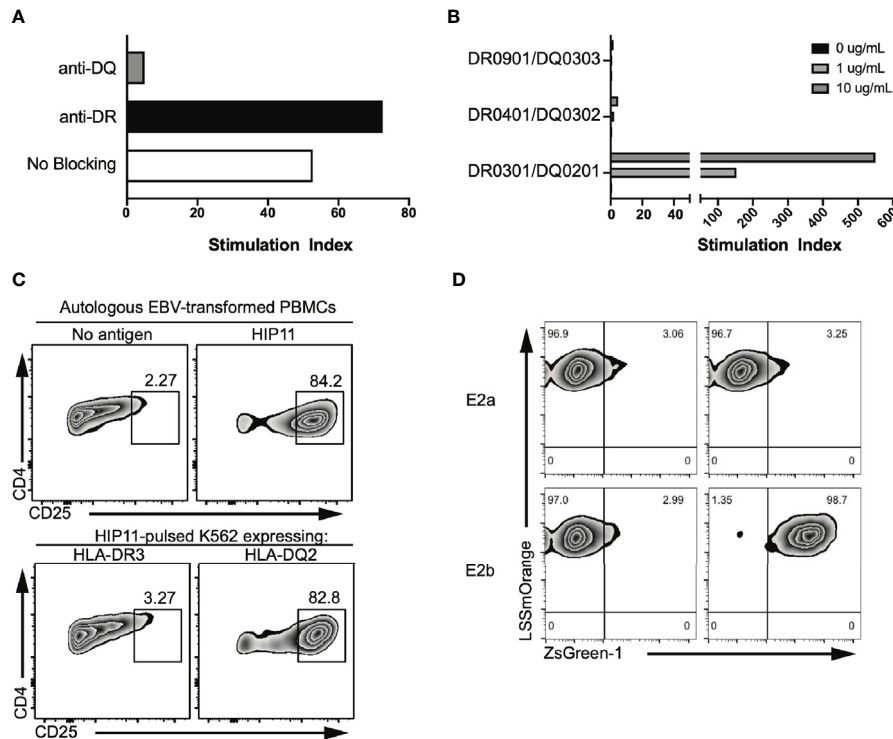 A
anti-DQ
anti-DR
No Blocking
0 20 40 60 80
Stimulation Index
B
DR0901/DQ0303
DR0401/DQ0302
DR0301/DQ0201
0 ug/mL
1 ug/mL
10 ug/mL
0 20 40 100 200 300 400 500 600
Stimulation Index
C
Autologous EBV-transformed PBMCs
No antigen HIP11
2.27 84.2
CD4
CD25
HIP11-pulsed K562 expressing:
HLA-DR3 HLA-DQ2
3.27 82.8
CD4
CD25
D
96.9 3.06 96.7 3.25
E2a
0 0 0 0
97.0 2.99 1.35 98.7
E2b
0 0 0 0
LSSmOrange
ZsGreen-1